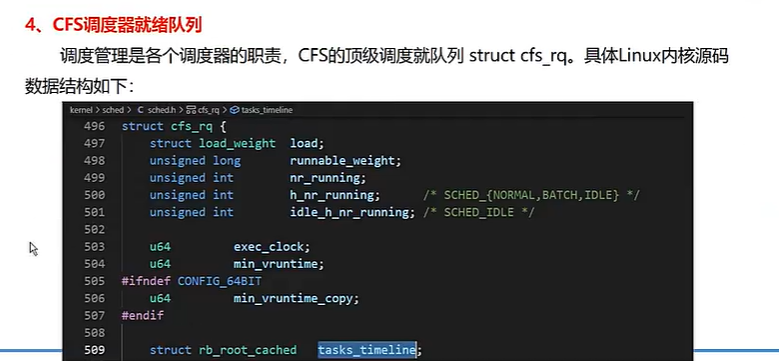 4、CFS调度器就绪队列
调度管理是各个调度器的职责，CFS的顶级调度就队列 struct cfs_rq。具体Linux内核源码
数据结构如下：
kernel > sched > C sched.h > cfs_rq > tasks_timeline
496 struct cfs_rq {
497 struct load_weight load;
498 unsigned long runnable_weight;
499 unsigned int nr_running;
500 unsigned int h_nr_running; /* SCHED_{NORMAL,BATCH,IDLE} */
501 unsigned int idle_h_nr_running; /* SCHED_IDLE */
502
503 u64 exec_clock;
504 u64 min_vruntime;
505 #ifndef CONFIG_64BIT
506 u64 min_vruntime_copy;
507 #endif
508
509 struct rb_root_cached tasks_timeline;